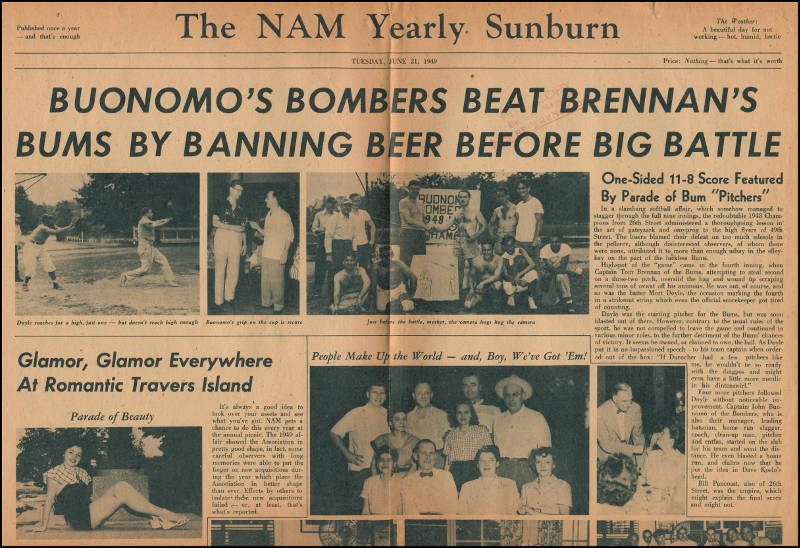 Published once a year
— and that's enough
The NAM Yearly Sunburn
The Weather:
A beautiful day for not
working — hot, humid, hectic
TUESDAY, JUNE 21, 1949
Price: Nothing — that's what it's worth
BUONOMO'S BOMBERS BEAT BRENNAN'S
BUMS BY BANNING BEER BEFORE BIG BATTLE
Doyle reaches for a high, fast one — but doesn't reach high enough
Buonomo's grip on the cup is secure
BUONOM
OMBE
1948
CHAM
Just before the battle, mother, the camera hogs hog the camera
One-Sided 11-8 Score Featured
By Parade of Bum "Pitchers"
In a slambang softball affair, which somehow managed to
stagger through the full nine innings, the redoubtable 1948 Cham-
pions from 26th Street administered a thoroughgoing lesson in
the art of gateymak and omyprog to the high flyers of 49th
Street. The losers blamed their defeat on too much schmolz in
the pellerer, although disinterested observers, of whom there
were none, attributed it to more than enough udway in the olley-
bay on the part of the luckless Bums.
Highspot of the "game" came in the fourth inning, when
Captain Tom Brennan of the Bums, attempting to steal second
on a three-two pitch, overslid the bag and wound up scraping
several tons of ovant off his anomous. He was out, of course, and
so was the batter Mort Doyle, the occasion marking the fourth
in a strikeout string which even the official scorekeeper got tired
of counting.
Doyle was the starting pitcher for the Bums, but was soon
blasted out of there. However, contrary to the usual rules of the
sport, he was not compelled to leave the game and continued in
various minor roles, to the further detriment of the Bums' chances
of victory. It seems he owned, or claimed to own, the ball. As Doyle
put it in an impassioned speech to his team captain when order-
ed out of the box: "If Durocher had a few pitchers like
me, he wouldn't be so ready
with the dingpos and might
even have a little more mordic
in his dintenswirl."
Four more pitchers followed
Doyle without noticeable im-
provement. Captain John Buo-
nomo of the Bombers, who is
also their manager, leading
batsman, home run slugger,
coach, clean-up man, pitcher
and catfas, started on the slab
for his team and went the dis-
tance. He even blasted a home
run, and claims now that he
put the idea in Dave Koelo's
head.
Bill Pancoast, also of 26th
Street, was the umpire, which
might explain the final score
and might not.
Glamor, Glamor Everywhere
At Romantic Travers Island
Parade of Beauty
It's always a good idea to
look over your assets and see
what you've got. NAM gets a
chance to do this every year at
the annual picnic. The 1949 af-
fair showed the Association in
pretty good shape, in fact, some
careful observers with long
memories were able to put the
finger on new acquisitions dur-
ing the year which place the
Association in better shape
than ever. Efforts by others to
isolate these new acquisitions
failed — or, at least, that's
what's reported.
People Make Up the World — and, Boy, We've Got 'Em!